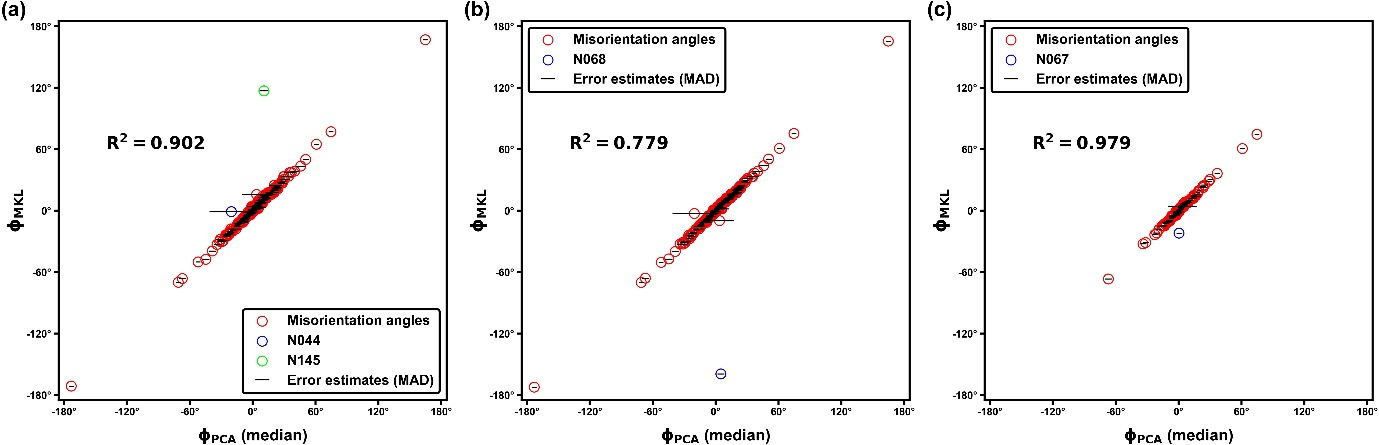 (a)
180°
120°
60°
0°
-60°
-120°
-180°
ϕMKL
R² = 0.902
Misorientation angles
N044
N145
Error estimates (MAD)
-180°
-120°
-60°
0°
60°
120°
180°
ϕPCA (median)
(b)
180°
120°
60°
0°
-60°
-120°
-180°
ϕMKL
Misorientation angles
N068
Error estimates (MAD)
R² = 0.779
-180°
-120°
-60°
0°
60°
120°
180°
ϕPCA (median)
(c)
180°
120°
60°
0°
-60°
-120°
-180°
ϕMKL
Misorientation angles
N067
Error estimates (MAD)
R² = 0.979
-180°
-120°
-60°
0°
60°
120°
180°
ϕPCA (median)